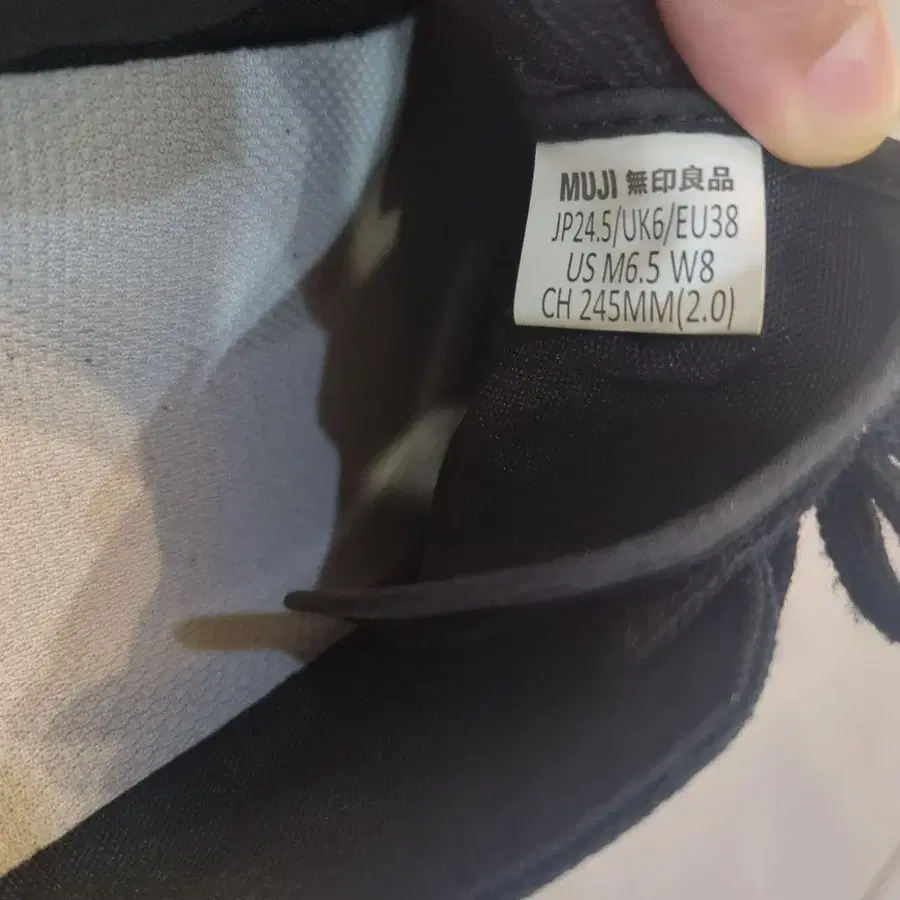 MUJI 無印良品
JP24.5/UK6/EU38
US M6.5 W8
CH 245MM(2.0)